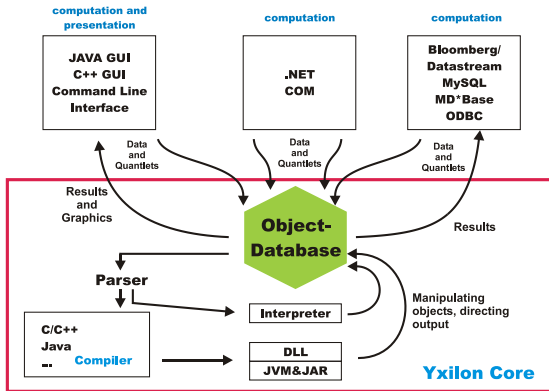 computation and
presentation
computation
computation
JAVA GUI
C++ GUI
Command Line
Interface
.NET
COM
Bloomberg/
Datastream
MySQL
MD*Base
ODBC
Data
and
Quantlets
Data
and
Quantlets
Data
and
Quantlets
Results
and
Graphics
Object-
Database
Results
Parser
Interpreter
Manipulating
objects, directing
output
C/C++
Java
... Compiler
DLL
JVM&JAR
Yxilon Core